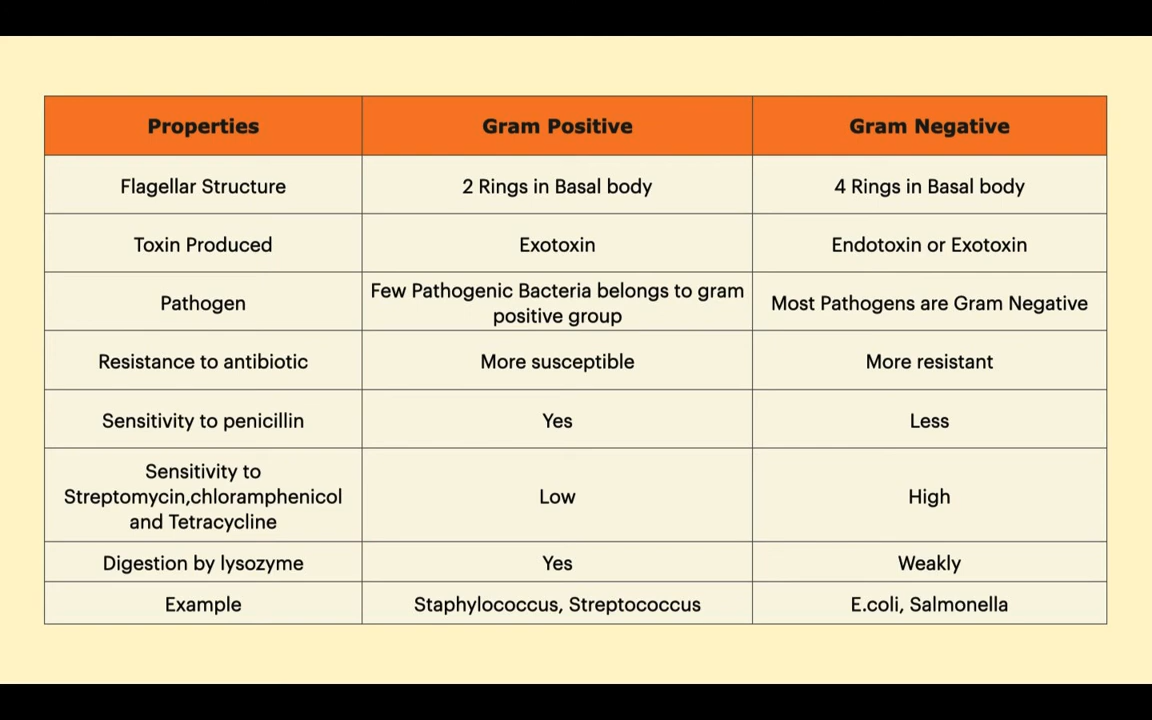 Properties Gram Positive Gram Negative
Flagellar Structure 2 Rings in Basal body 4 Rings in Basal body
Toxin Produced Exotoxin Endotoxin or Exotoxin
Pathogen Few Pathogenic Bacteria belongs to gram positive group Most Pathogens are Gram Negative
Resistance to antibiotic More susceptible More resistant
Sensitivity to penicillin Yes Less
Sensitivity to Streptomycin,chloramphenicol and Tetracycline Low High
Digestion by lysozyme Yes Weakly
Example Staphylococcus, Streptococcus E.coli, Salmonella